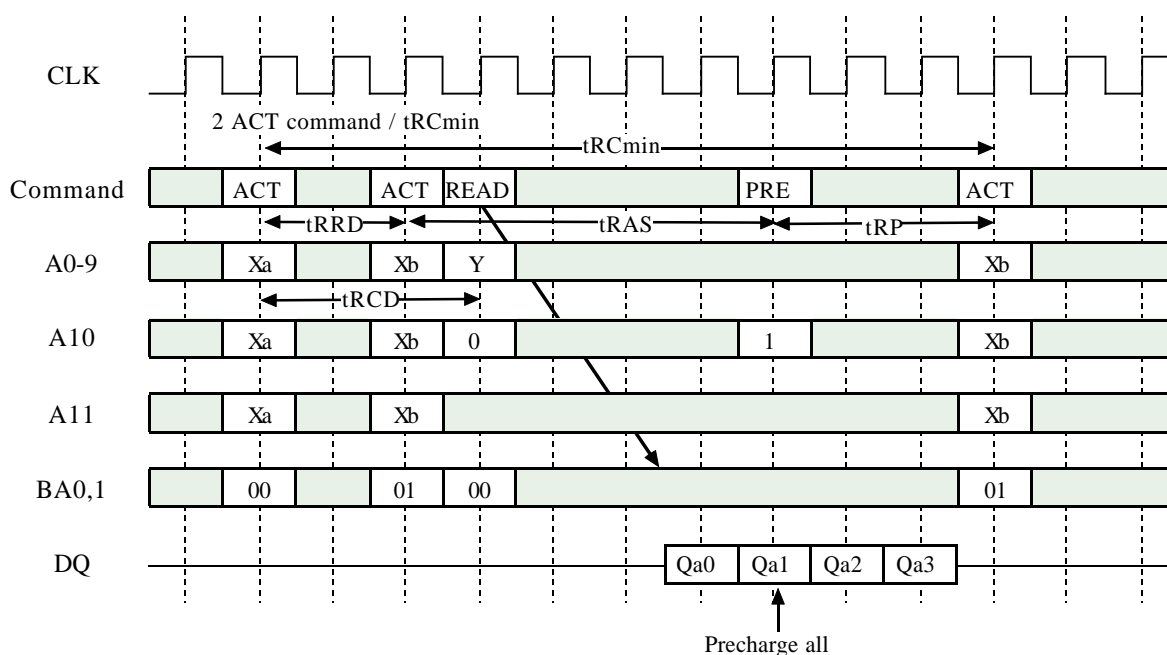 CLK
2 ACT command / tRCmin
tRCmin
Command ACT ACT READ PRE ACT
tRRD tRAS tRP
A0-9 Xa Xb Y Xb
tRCD
A10 Xa Xb 0 1 Xb
A11 Xa Xb Xb
BA0,1 00 01 00 01
DQ Qa0 Qa1 Qa2 Qa3
Precharge all